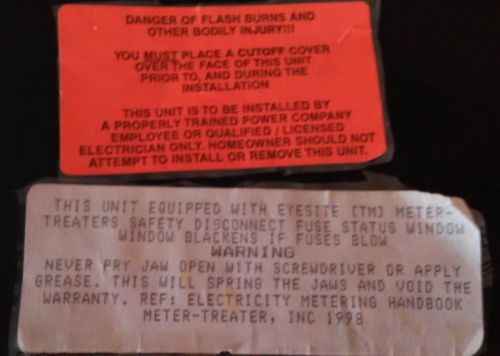 DANGER OF FLASH BURNS AND
OTHER BODILY INJURY!!!
YOU MUST PLACE A CUTOFF COVER
OVER THE FACE OF THIS UNIT
PRIOR TO, AND DURING THE
INSTALLATION
THIS UNIT IS TO BE INSTALLED BY
A PROPERLY TRAINED POWER COMPANY
EMPLOYEE OR QUALIFIED / LICENSED
ELECTRICIAN ONLY. HOMEOWNER SHOULD NOT
ATTEMPT TO INSTALL OR REMOVE THIS UNIT.
THIS UNIT EQUIPPED WITH EYESITE [TM] METER-
TREATERS SAFETY DISCONNECT FUSE STATUS WINDOW
WINDOW BLACKENS IF FUSES BLOW
WARNING
NEVER PRY JAW OPEN WITH SCREWDRIVER OR APPLY
GREASE. THIS WILL SPRING THE JAWS AND VOID THE
WARRANTY. REF: ELECTRICITY METERING HANDBOOK
METER-TREATER, INC 1998